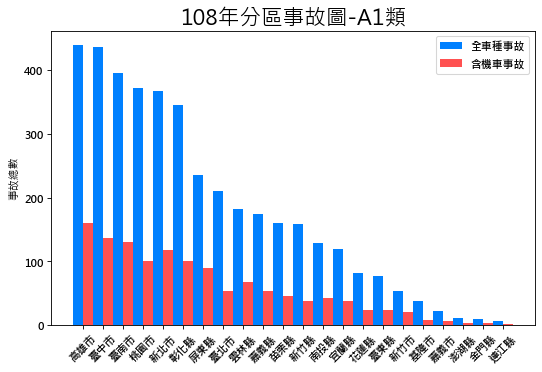 108年分區事故圖-A1類
全車種事故
含機車事故
事故總數
400
300
200
100
0
高雄市
臺中市
臺南市
桃園市
新北市
彰化縣
屏東縣
臺北市
雲林縣
嘉義縣
苗栗縣
新竹縣
南投縣
宜蘭縣
花蓮縣
臺東縣
新竹市
基隆市
嘉義市
澎湖縣
金門縣
連江縣